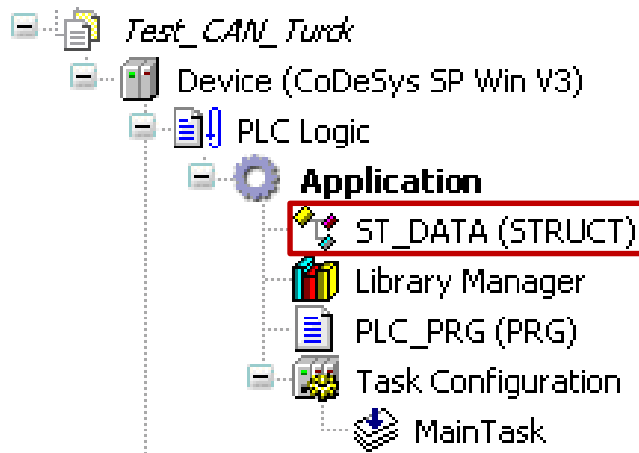 Test_CAN_Turck
Device (CoDeSys SP Win V3)
PLC Logic
Application
ST_DATA (STRUCT)
Library Manager
PLC_PRG (PRG)
Task Configuration
MainTask